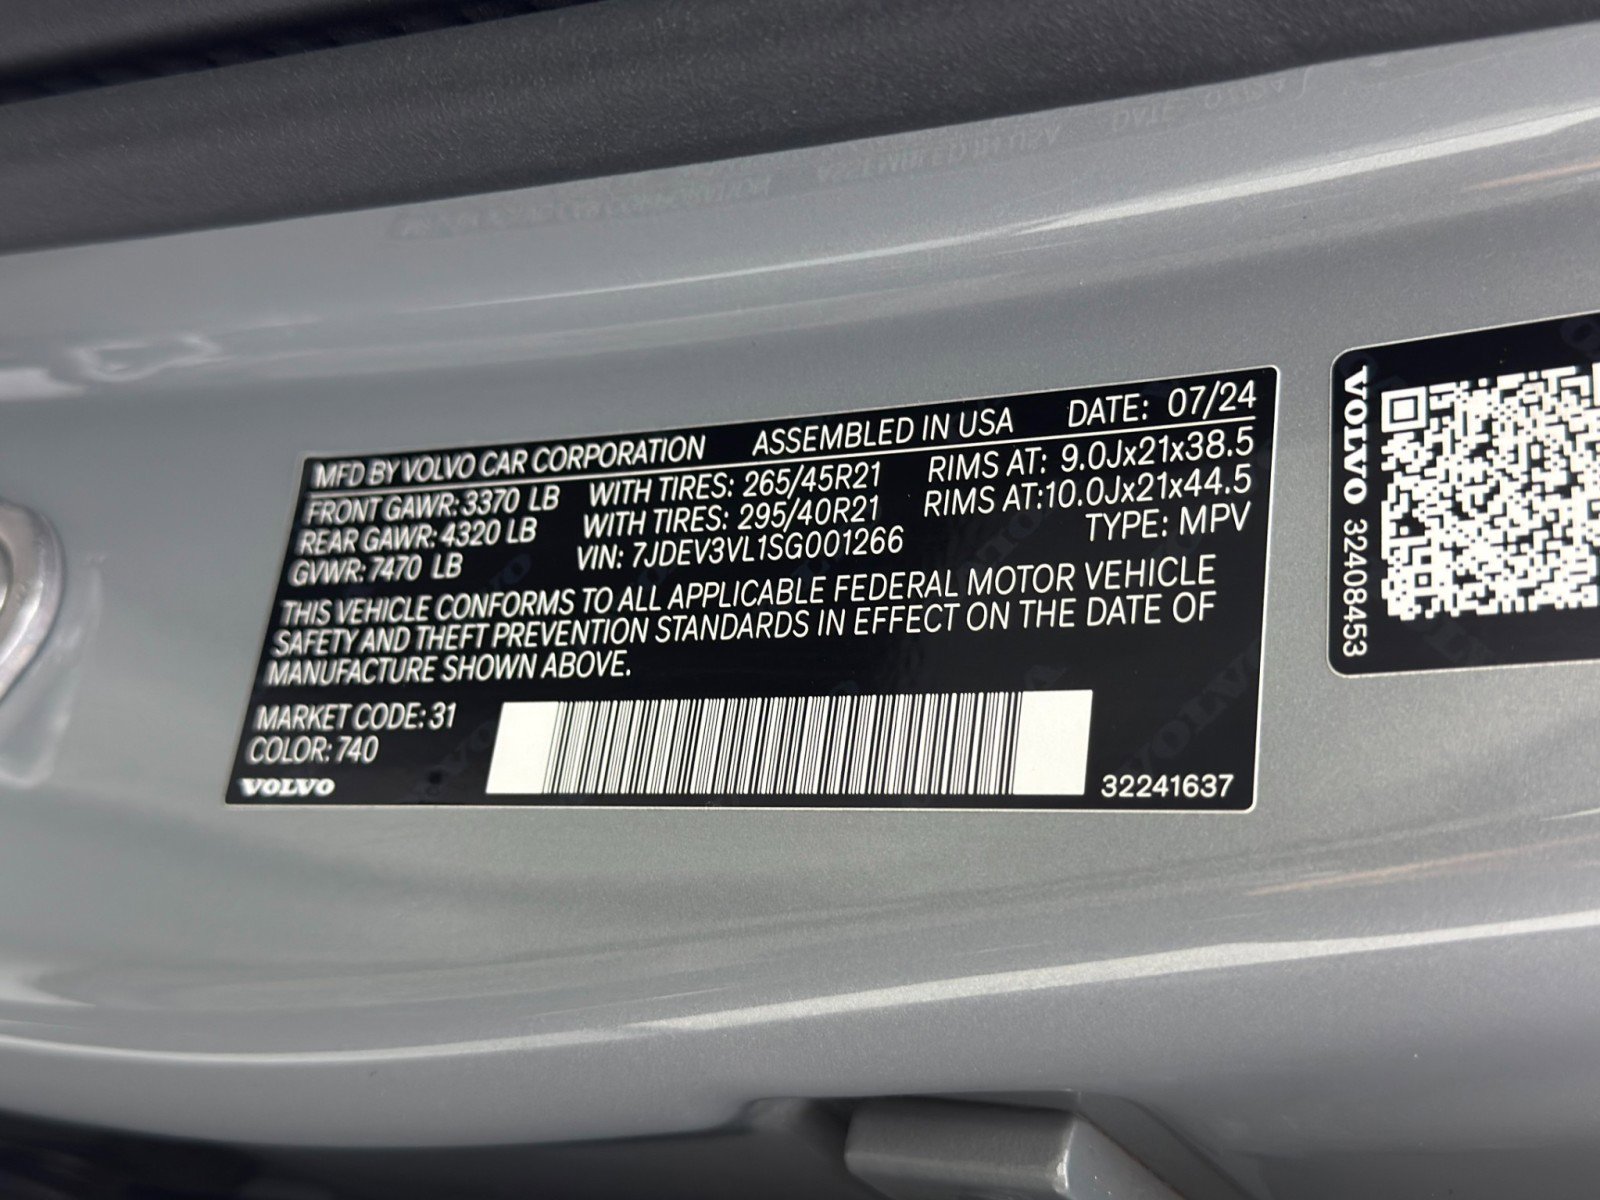 MFD BY VOLVO CAR CORPORATION ASSEMBLED IN USA DATE: 07/24
FRONT GAWR: 3370 LB WITH TIRES: 265/45R21 RIMS AT: 9.0Jx21x38.5
REAR GAWR: 4320 LB WITH TIRES: 295/40R21 RIMS AT:10.0Jx21x44.5
GVWR: 7470 LB VIN: 7JDEV3VL1SG001266 TYPE: MPV
THIS VEHICLE CONFORMS TO ALL APPLICABLE FEDERAL MOTOR VEHICLE
SAFETY AND THEFT PREVENTION STANDARDS IN EFFECT ON THE DATE OF
MANUFACTURE SHOWN ABOVE.
MARKET CODE: 31
COLOR: 740
VOLVO
32241637
VOLVO 32408453